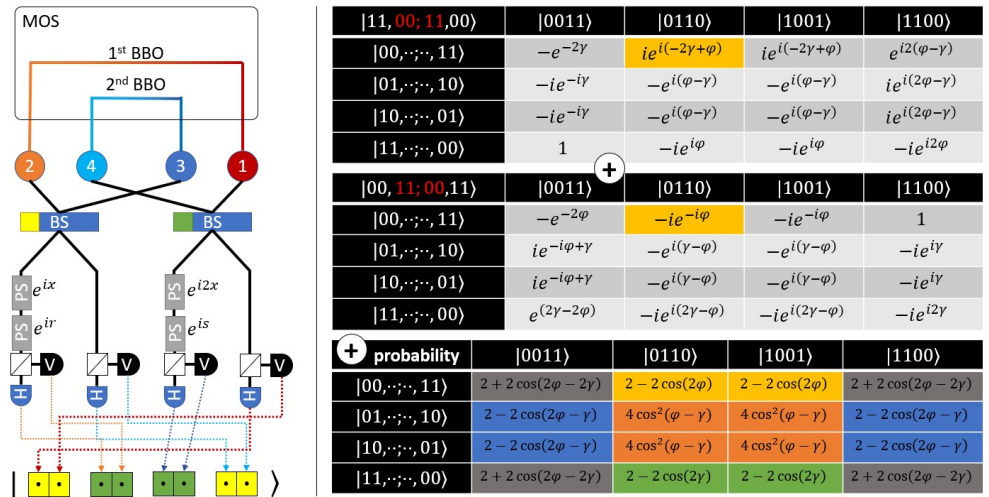 MOS
1st BBO
2nd BBO
2 4 3 1
BS BS
PS e^{ix} PS e^{i2x}
PS e^{ir} PS e^{is}
V V V V
H H H H
| ⟩
|11, 00; 11, 00⟩ |0011⟩ |0110⟩ |1001⟩ |1100⟩
|00,··;··, 11⟩ −e^{−2γ} ie^{i(−2γ+φ)} ie^{i(−2γ+φ)} e^{i2(φ−γ)}
|01,··;··, 10⟩ −ie^{−iγ} −e^{i(φ−γ)} −e^{i(φ−γ)} ie^{i(2φ−γ)}
|10,··;··, 01⟩ −ie^{−iγ} −e^{i(φ−γ)} −e^{i(φ−γ)} ie^{i(2φ−γ)}
|11,··;··, 00⟩ 1 −ie^{iφ} −ie^{iφ} −ie^{i2φ}
+
|00, 11; 00, 11⟩ |0011⟩ |0110⟩ |1001⟩ |1100⟩
|00,··;··, 11⟩ −e^{−2φ} −ie^{−iφ} −ie^{−iφ} 1
|01,··;··, 10⟩ ie^{−iφ+γ} −e^{i(γ−φ)} −e^{i(γ−φ)} −ie^{iγ}
|10,··;··, 01⟩ ie^{−iφ+γ} −e^{i(γ−φ)} −e^{i(γ−φ)} −ie^{iγ}
|11,··;··, 00⟩ e^{(2γ−2φ)} −ie^{i(2γ−φ)} −ie^{i(2γ−φ)} −ie^{i2γ}
+ probability |0011⟩ |0110⟩ |1001⟩ |1100⟩
|00,··;··, 11⟩ 2 + 2 cos(2φ − 2γ) 2 − 2 cos(2φ) 2 − 2 cos(2φ) 2 + 2 cos(2φ − 2γ)
|01,··;··, 10⟩ 2 − 2 cos(2φ − γ) 4 cos²(φ − γ) 4 cos²(φ − γ) 2 − 2 cos(2φ − γ)
|10,··;··, 01⟩ 2 − 2 cos(2φ − γ) 4 cos²(φ − γ) 4 cos²(φ − γ) 2 − 2 cos(2φ − γ)
|11,··;··, 00⟩ 2 + 2 cos(2φ − 2γ) 2 − 2 cos(2γ) 2 − 2 cos(2γ) 2 + 2 cos(2φ − 2γ)